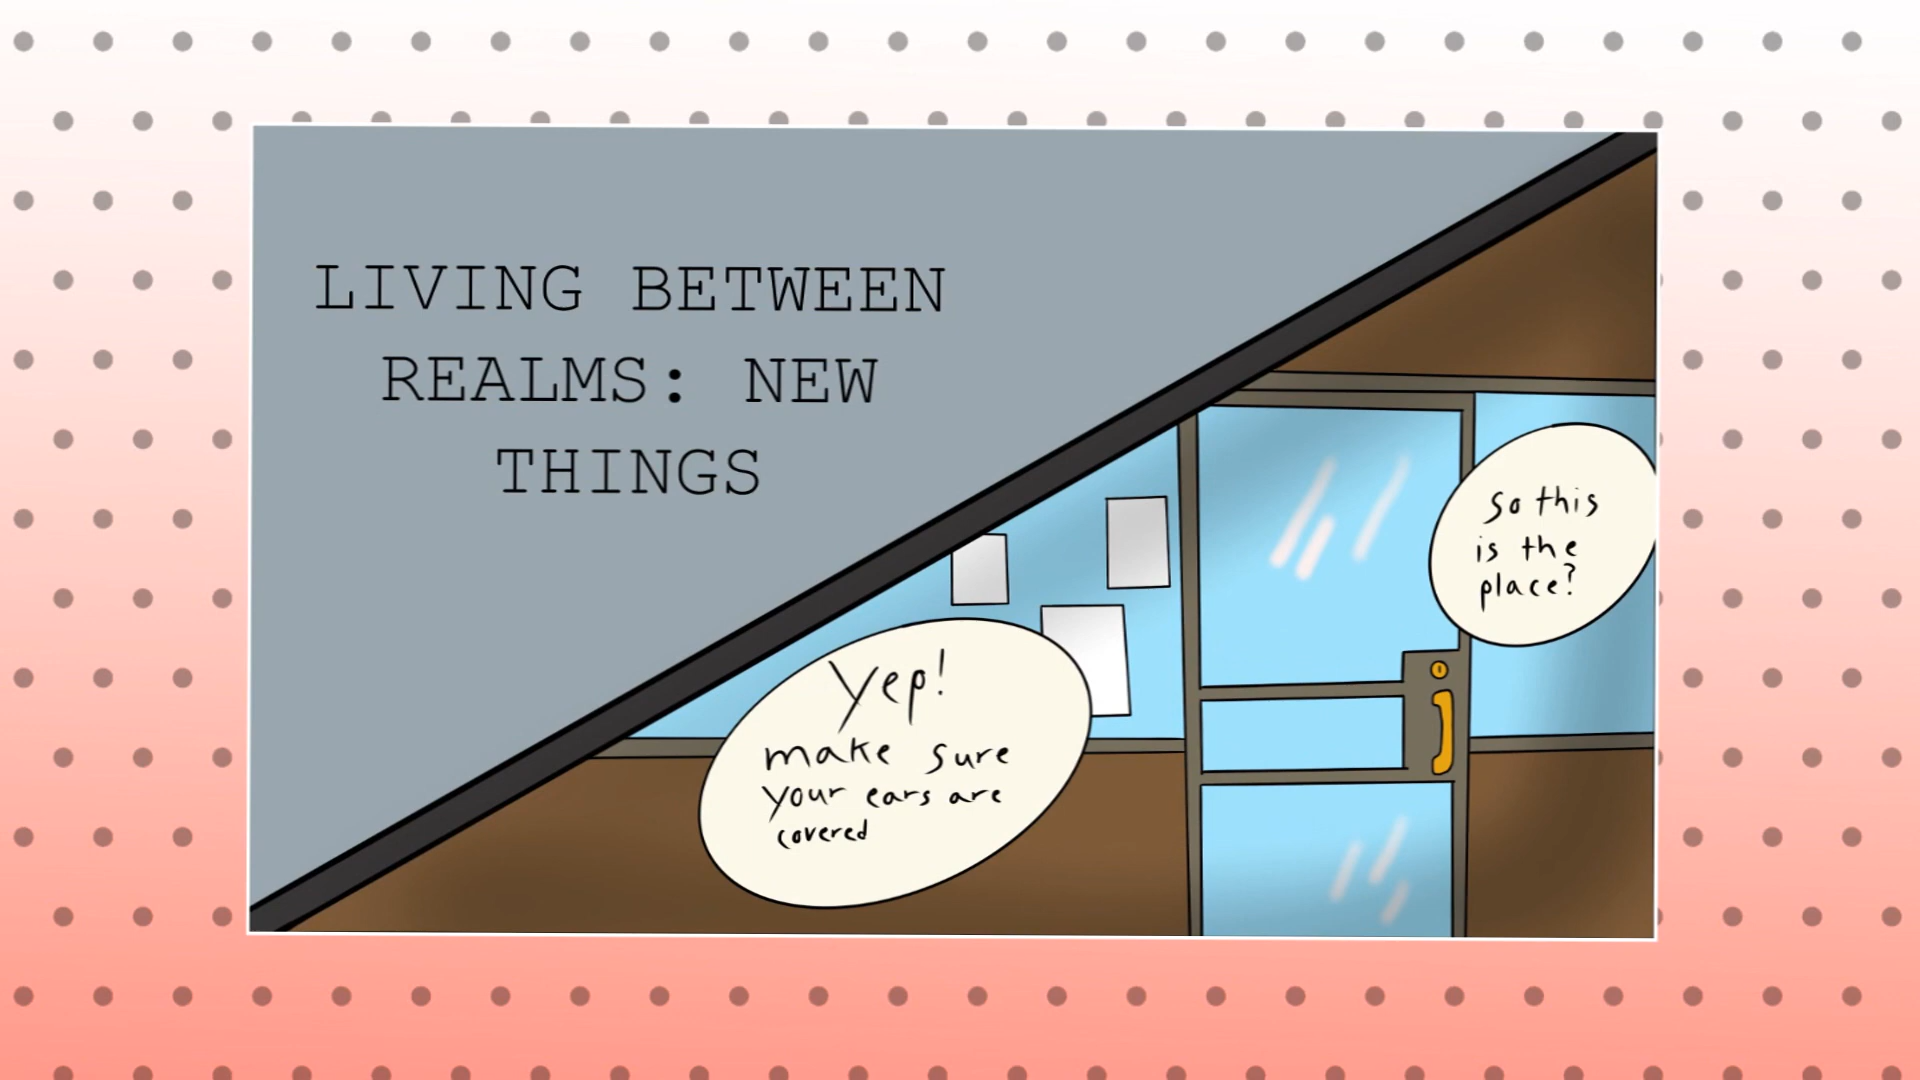 LIVING BETWEEN
REALMS: NEW
THINGS
So this
is the
place?
Yep!
make sure
your ears are
covered